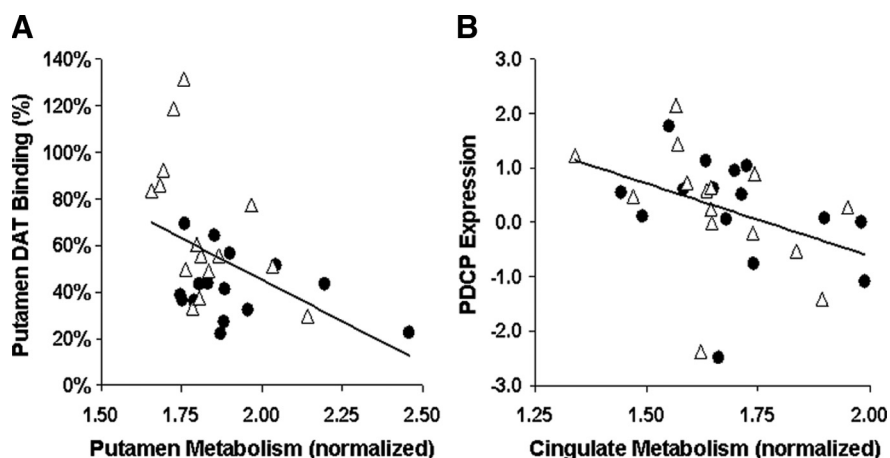 A
B
140%
120%
100%
80%
60%
40%
20%
0%
Putamen DAT Binding (%)
1.50 1.75 2.00 2.25 2.50
Putamen Metabolism (normalized)
3.0
2.0
1.0
0.0
-1.0
-2.0
-3.0
PDCP Expression
1.25 1.50 1.75 2.00
Cingulate Metabolism (normalized)